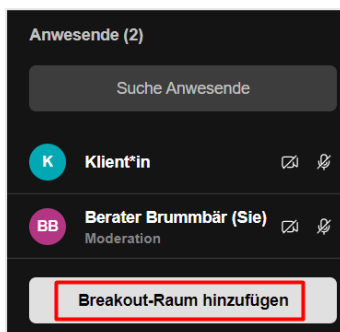 Anwesende (2)
Suche Anwesende
K Klient*in
BB Berater Brummbär (Sie)
Moderation
Breakout-Raum hinzufügen